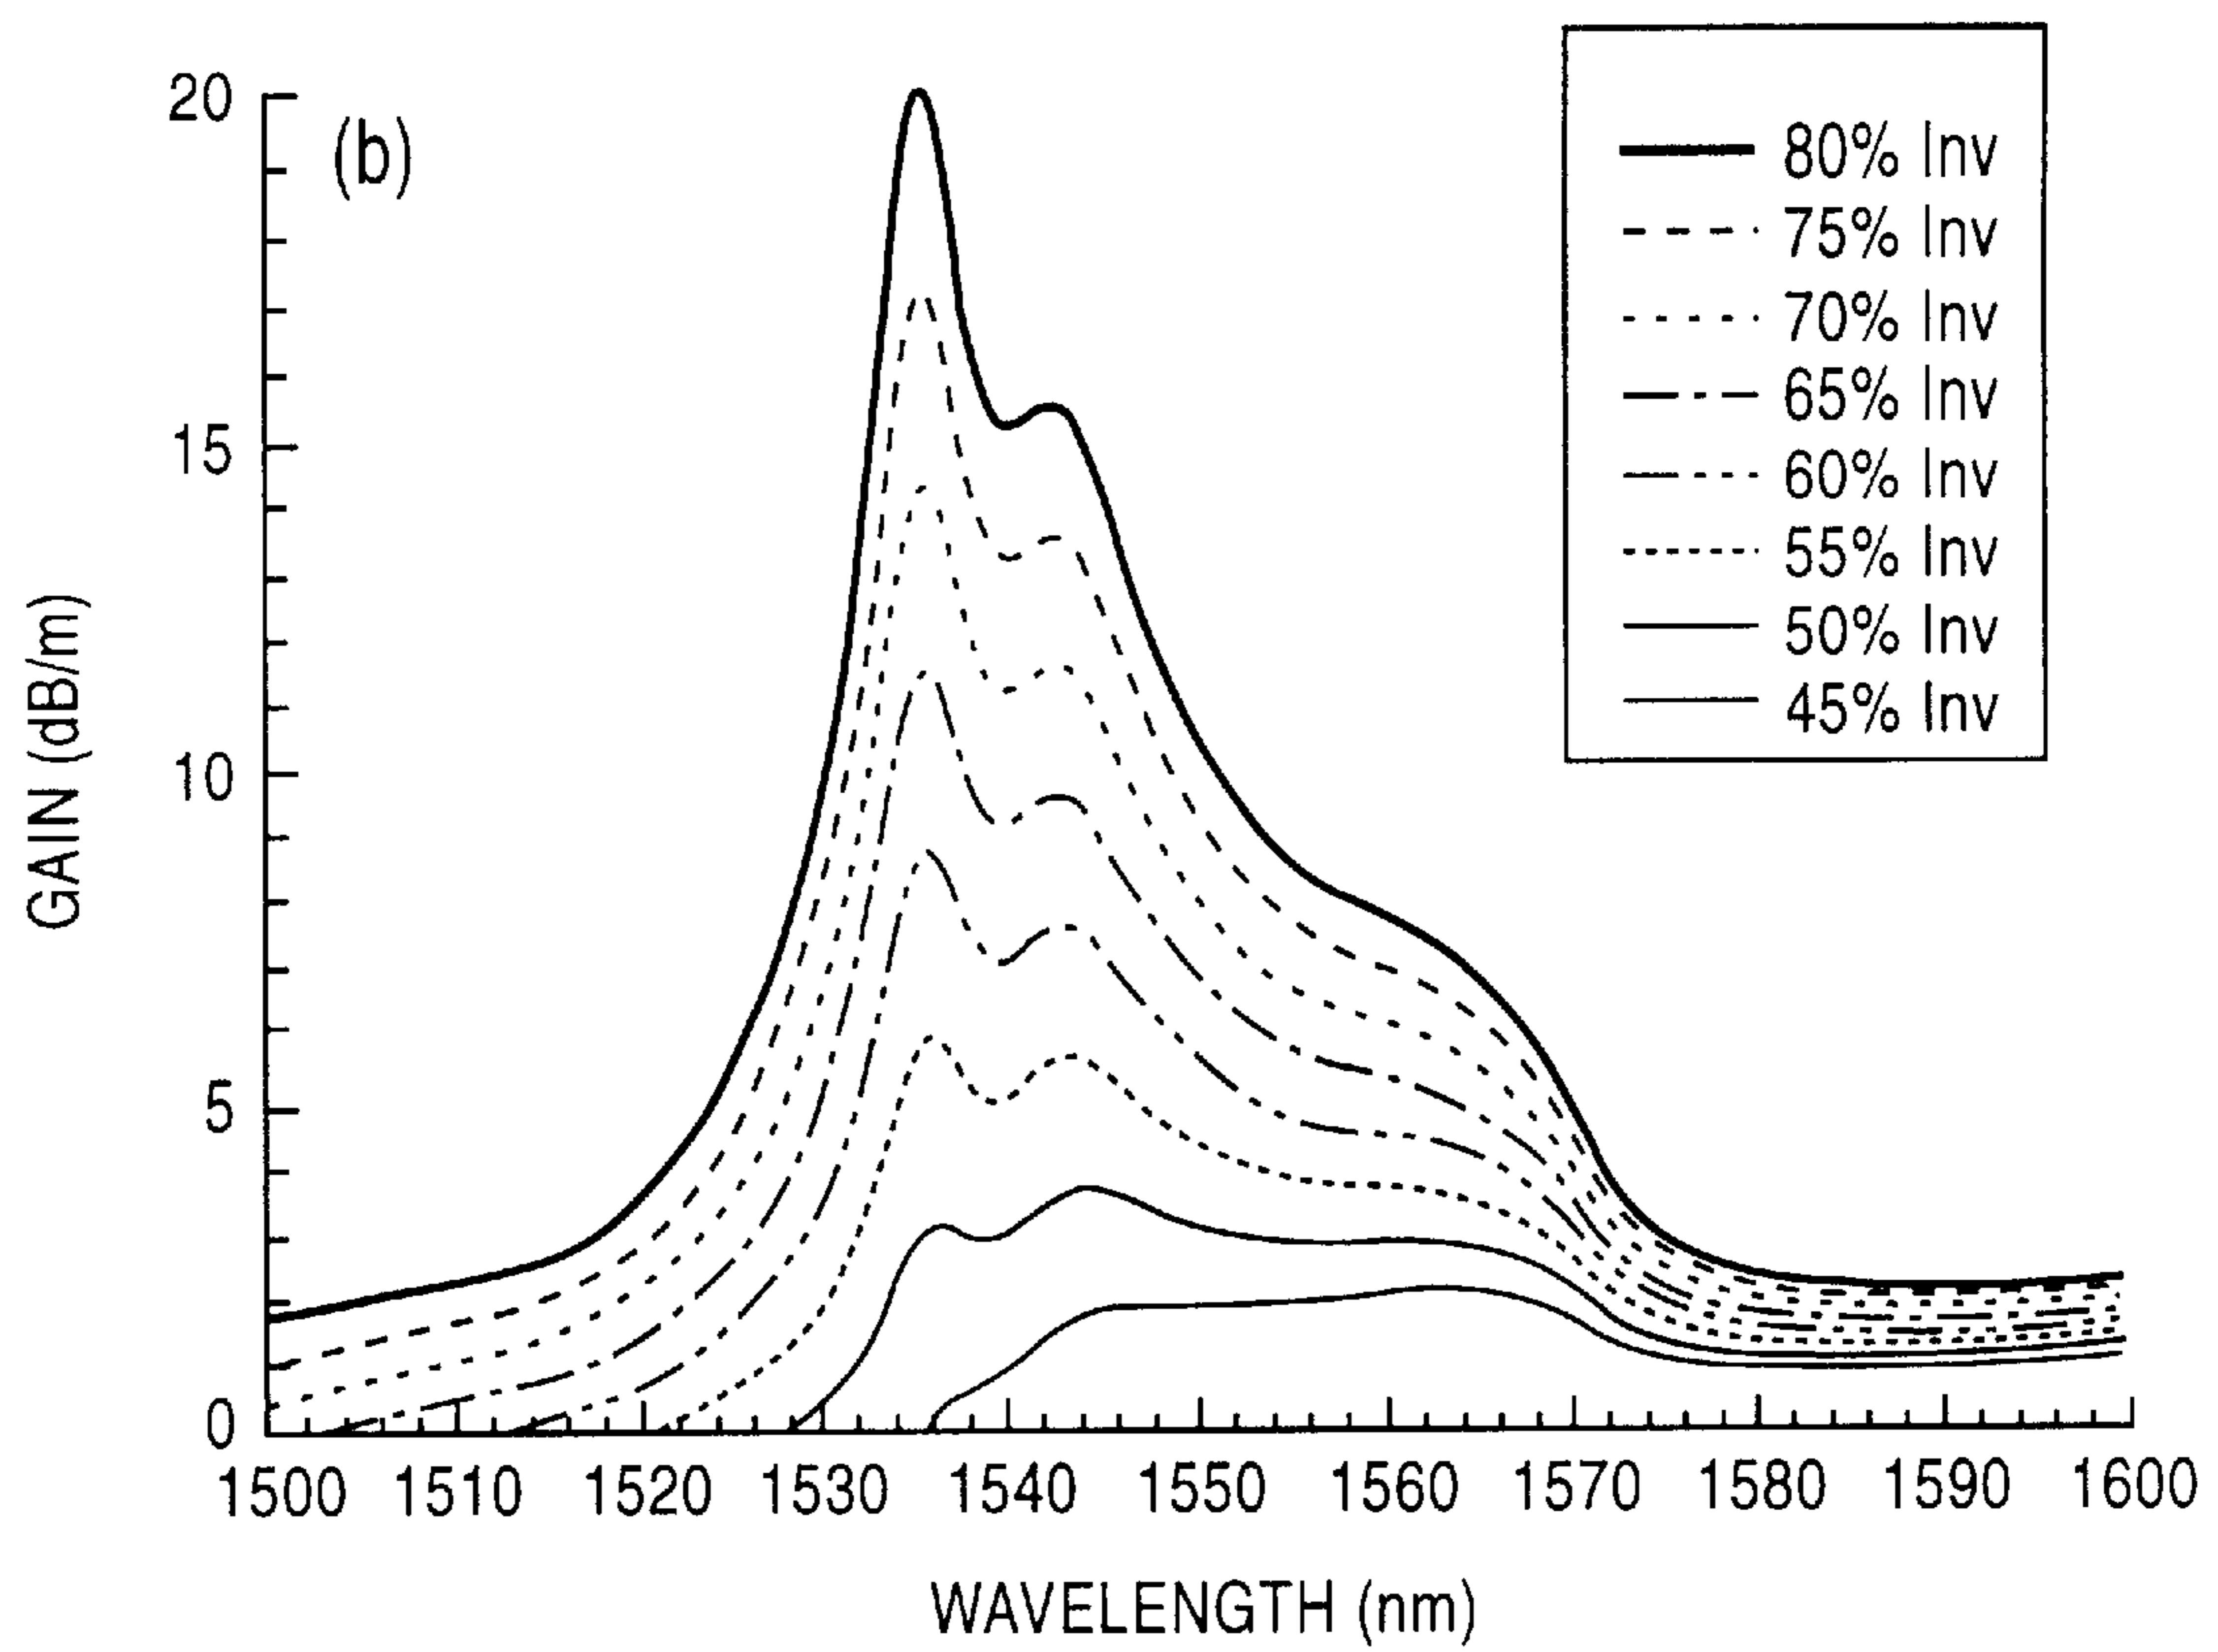 (b)
GAIN (dB/m)
20
15
10
5
0
1500 1510 1520 1530 1540 1550 1560 1570 1580 1590 1600
WAVELENGTH (nm)
80% Inv
75% Inv
70% Inv
65% Inv
60% Inv
55% Inv
50% Inv
45% Inv